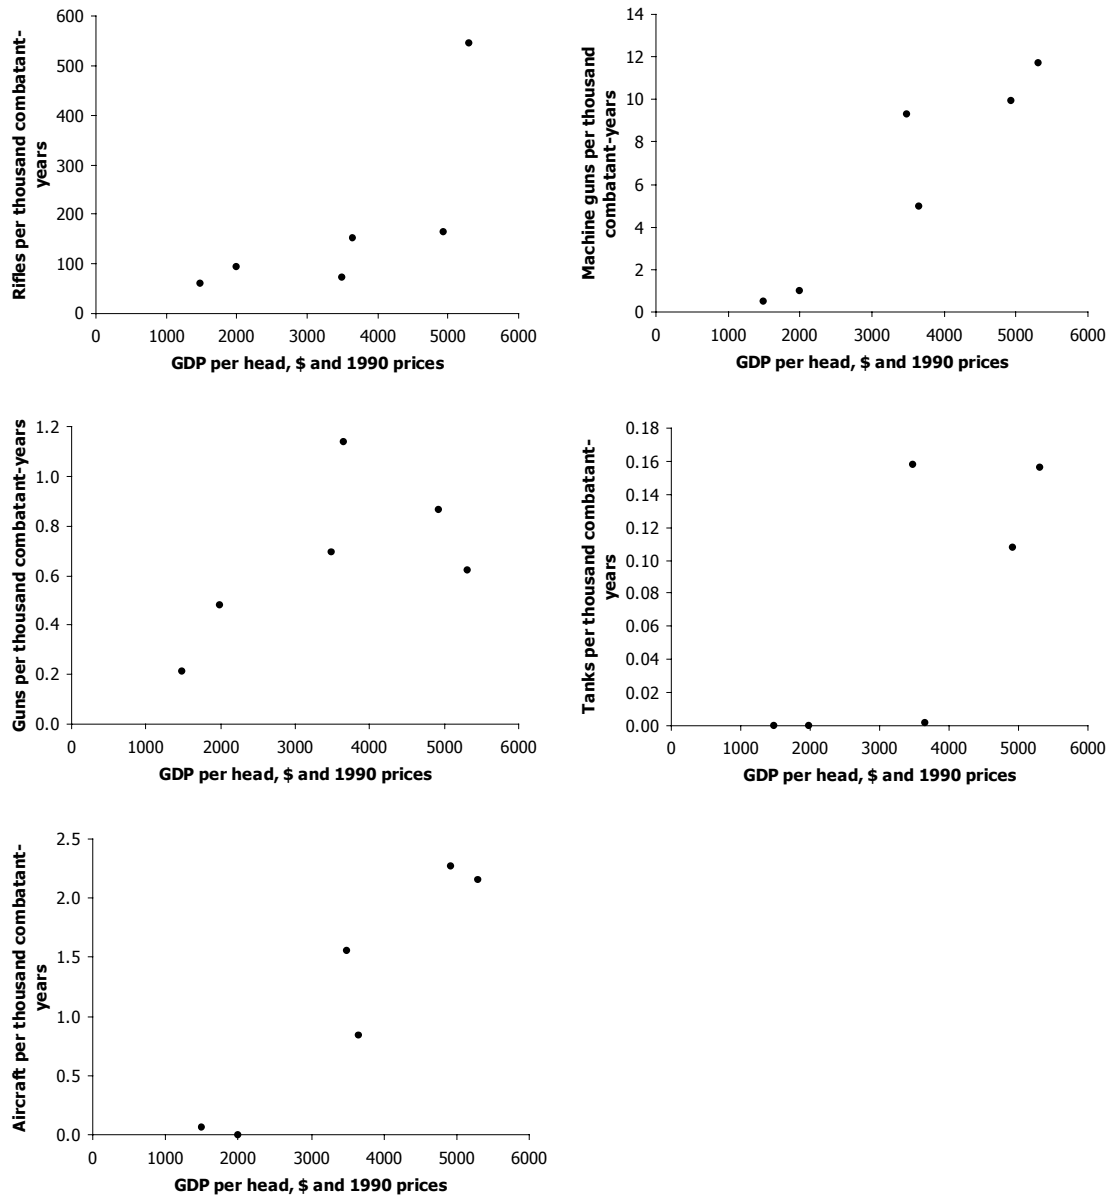 Rifles per thousand combatant-
years
600
500
400
300
200
100
0
0 1000 2000 3000 4000 5000 6000
GDP per head, $ and 1990 prices
Machine guns per thousand
combatant-years
14
12
10
8
6
4
2
0
0 1000 2000 3000 4000 5000 6000
GDP per head, $ and 1990 prices
Guns per thousand combatant-years
1.2
1.0
0.8
0.6
0.4
0.2
0.0
0 1000 2000 3000 4000 5000 6000
GDP per head, $ and 1990 prices
Tanks per thousand combatant-
years
0.18
0.16
0.14
0.12
0.10
0.08
0.06
0.04
0.02
0.00
0 1000 2000 3000 4000 5000 6000
GDP per head, $ and 1990 prices
Aircraft per thousand combatant-
years
2.5
2.0
1.5
1.0
0.5
0.0
0 1000 2000 3000 4000 5000 6000
GDP per head, $ and 1990 prices